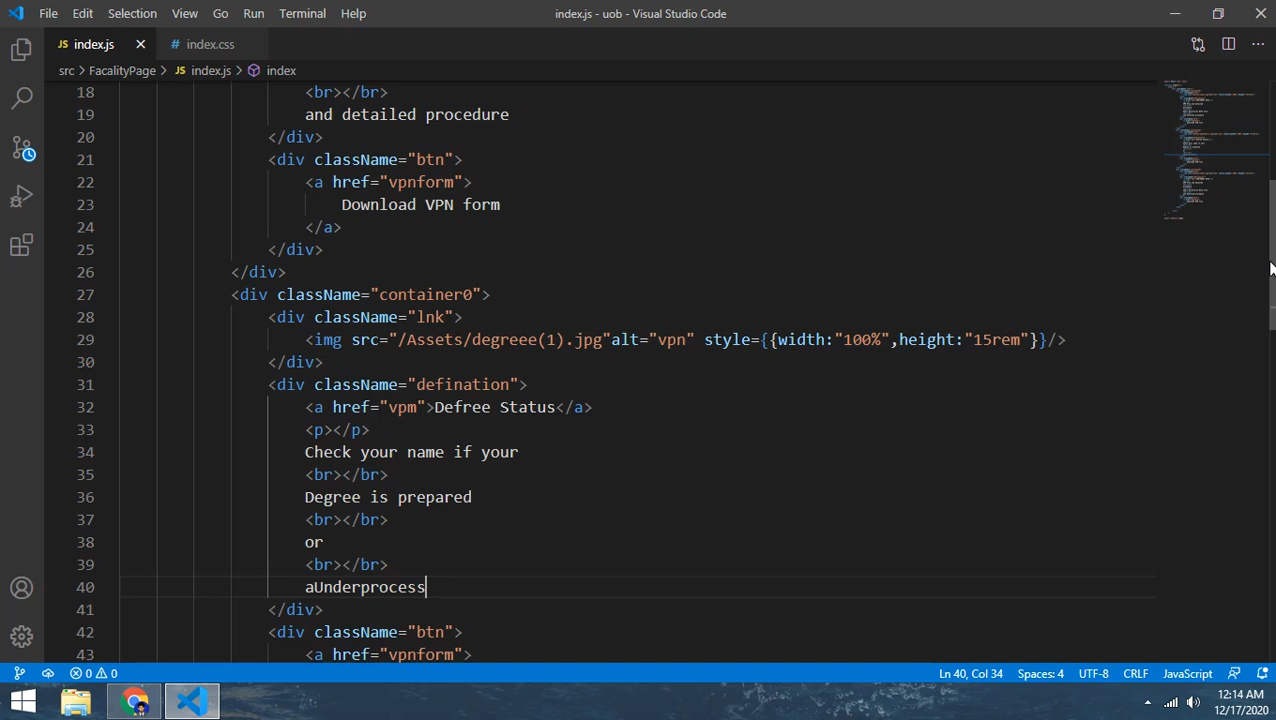 File Edit Selection View Go Run Terminal Help index.js - uob - Visual Studio Code
JS index.js # index.css
src > FacalityPage > JS index.js > index
18 <br></br>
19 and detailed procedure
20 </div>
21 <div className="btn">
22 <a href="vpnform">
23 Download VPN form
24 </a>
25 </div>
26 </div>
27 <div className="container0">
28 <div className="lnk">
29 <img src="/Assets/degreee(1).jpg"alt="vpn" style={{width:"100%",height:"15rem"}}/>
30 </div>
31 <div className="defination">
32 <a href="vpm">Defree Status</a>
33 <p></p>
34 Check your name if your
35 <br></br>
36 Degree is prepared
37 <br></br>
38 or
39 <br></br>
40 aUnderprocess
41 </div>
42 <div className="btn">
43 <a href="vpnform">
0 0 Ln 40, Col 34 Spaces: 4 UTF-8 CRLF JavaScript
12:14 AM
12/17/2020